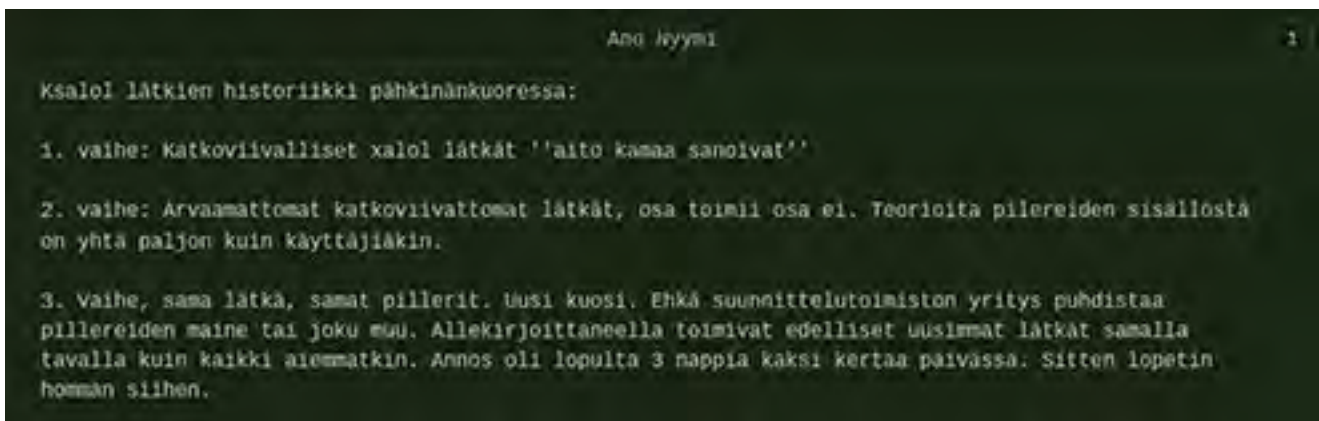 Ano Nyymi
1
Ksalol lätkien historiikki pähkinänkuoressa:
1. vaihe: Katkoviivalliset xalol lätkät ''aito kamaa sanoivat''
2. vaihe: Arvaamattomat katkoviivattomat lätkät, osa toimii osa ei. Teorioita pilereiden sisällöstä
on yhtä paljon kuin käyttäjiäkin.
3. Vaihe, sama lätkä, samat pillerit. Uusi kuosi. Ehkä suunnittelutoimiston yritys puhdistaa
pillereiden maine tai joku muu. Allekirjoittaneella toimivat edelliset uusimmat lätkät samalla
tavalla kuin kaikki aiemmatkin. Annos oli lopulta 3 nappia kaksi kertaa päivässä. Sitten lopetin
homman siihen.